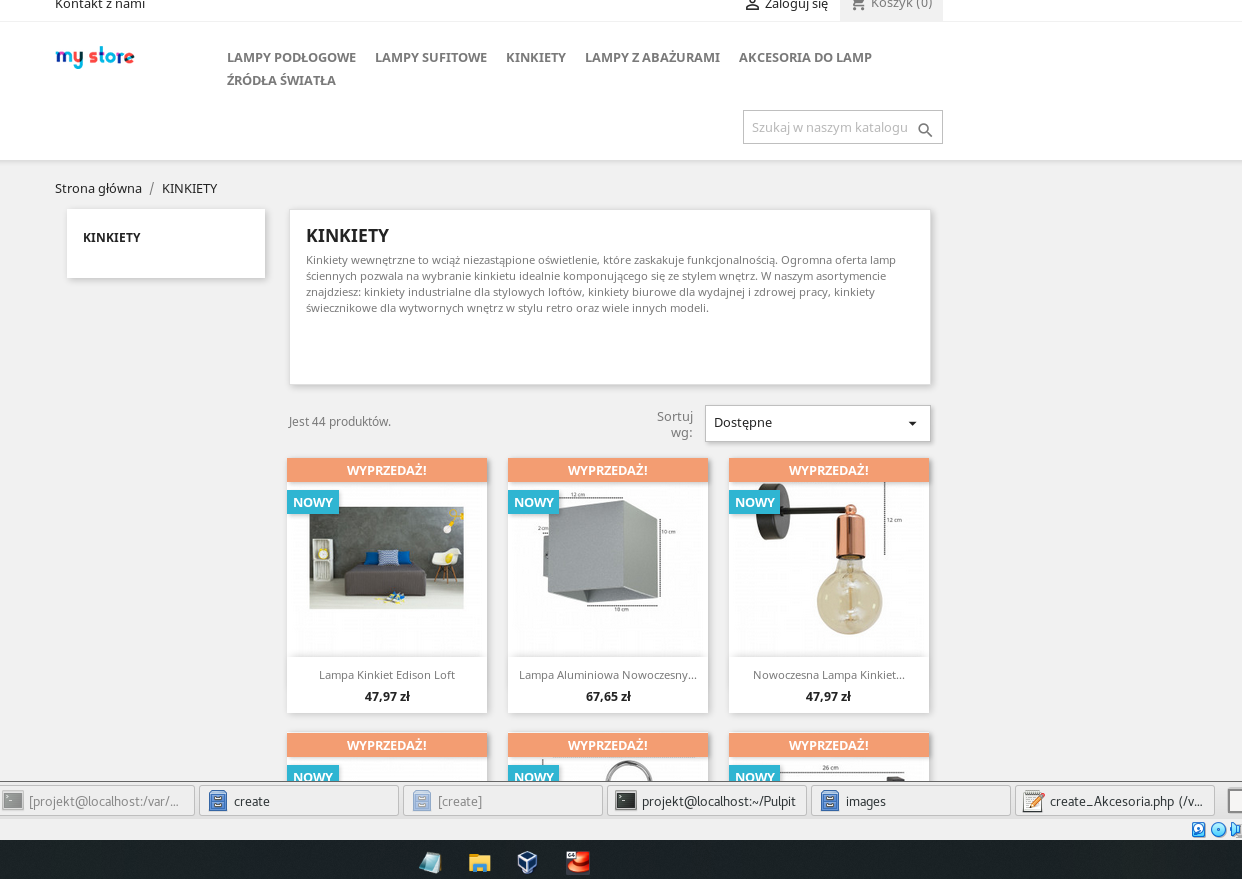 Kontakt z nami
Zaloguj się
Koszyk (0)
my store
LAMPY PODŁOGOWE
LAMPY SUFITOWE
KINKIETY
LAMPY Z ABAŻURAMI
AKCESORIA DO LAMP
ŹRÓDŁA ŚWIATŁA
Szukaj w naszym katalogu
Strona główna / KINKIETY
KINKIETY
KINKIETY
Kinkiety wewnętrzne to wciąż niezastąpione oświetlenie, które zaskakuje funkcjonalnością. Ogromna oferta lamp
ściennych pozwala na wybranie kinkietu idealnie komponującego się ze stylem wnętrz. W naszym asortymencie
znajdziesz: kinkiety industrialne dla stylowych loftów, kinkiety biurowe dla wydajnej i zdrowej pracy, kinkiety
świecznikowe dla wytwornych wnętrz w stylu retro oraz wiele innych modeli.
Jest 44 produktów.
Sortuj
wg:
Dostępne
WYPRZEDAŻ!
NOWY
Lampa Kinkiet Edison Loft
47,97 zł
WYPRZEDAŻ!
NOWY
12 cm
2 cm
10 cm
10 cm
Lampa Aluminiowa Nowoczesny...
67,65 zł
WYPRZEDAŻ!
NOWY
12 cm
Nowoczesna Lampa Kinkiet...
47,97 zł
WYPRZEDAŻ!
NOWY
WYPRZEDAŻ!
NOWY
WYPRZEDAŻ!
NOWY
26 cm
[projekt@localhost:/var/...
create
[create]
projekt@localhost:~/Pulpit
images
create_Akcesoria.php (/v...